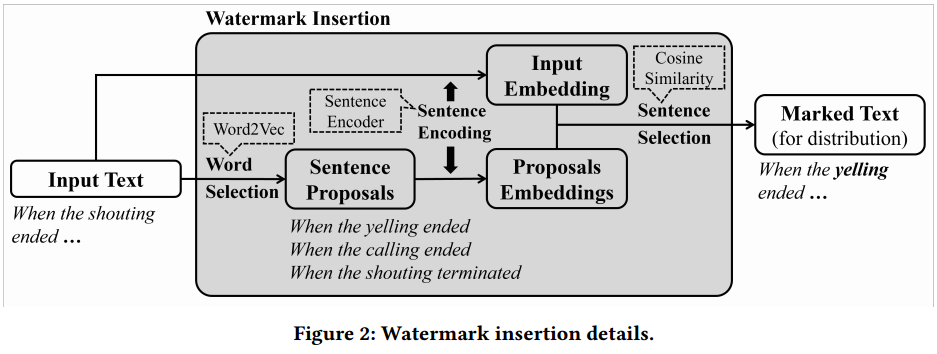 Watermark Insertion
Input
Embedding
Cosine
Similarity
Sentence
Encoder
Sentence
Encoding
Sentence
Selection
Marked Text
(for distribution)
Word2Vec
Word
Selection
Input Text
Sentence
Proposals
Proposals
Embeddings
When the yelling
ended ...
When the shouting
ended ...
When the yelling ended
When the calling ended
When the shouting terminated
Figure 2: Watermark insertion details.